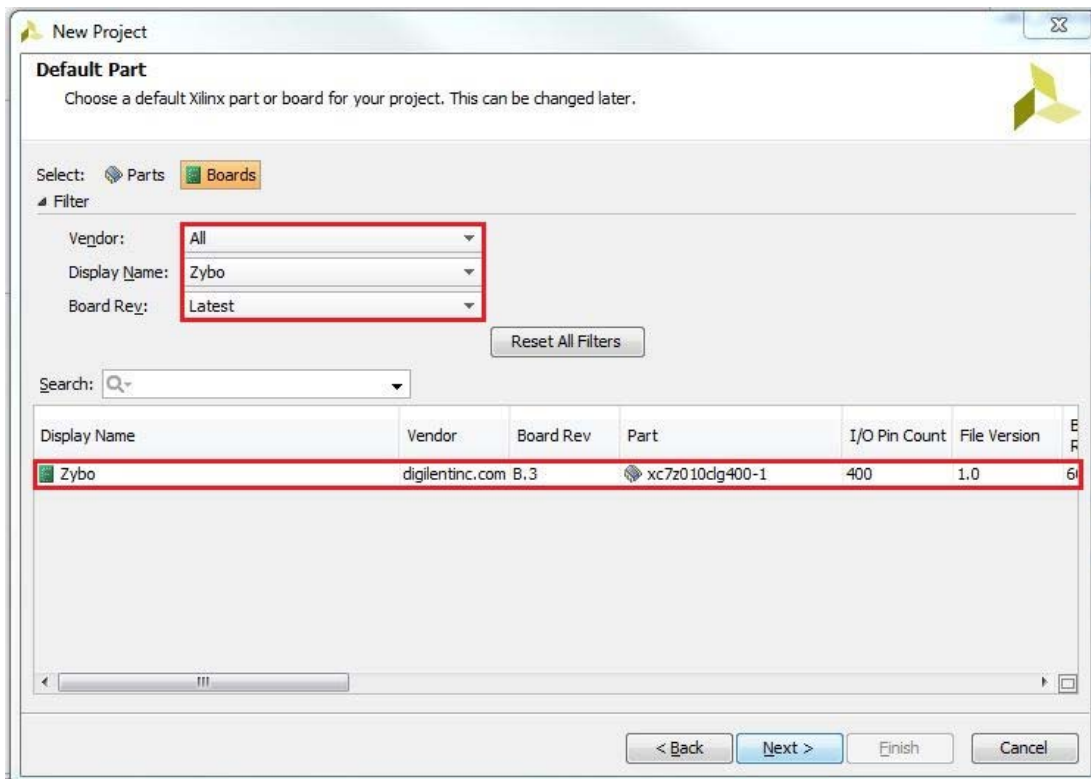 New Project
Default Part
Choose a default Xilinx part or board for your project. This can be changed later.
Select: Parts Boards
Filter
Vendor: All
Display Name: Zybo
Board Rev: Latest
Reset All Filters
Search:
Display Name Vendor Board Rev Part I/O Pin Count File Version
Zybo digilentinc.com B.3 xc7z010clg400-1 400 1.0
< Back Next > Finish Cancel